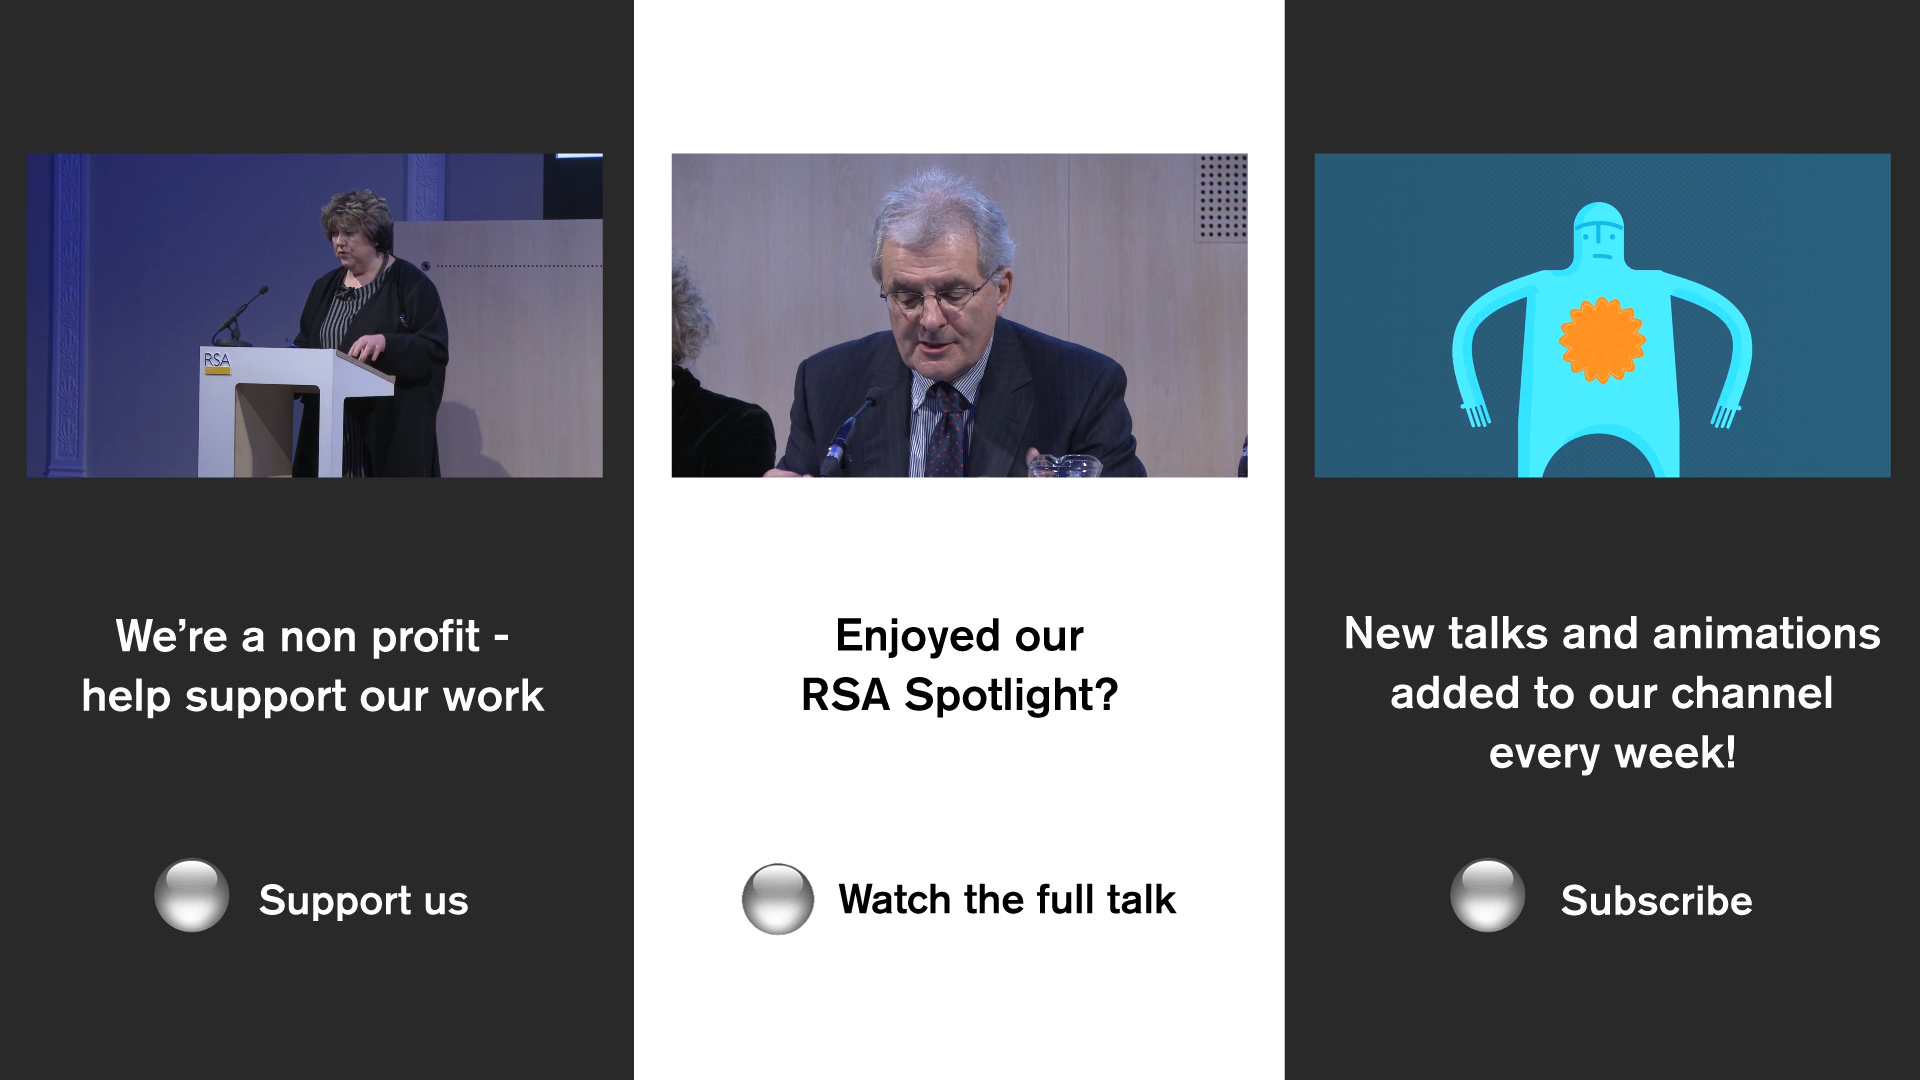 RSA
We're a non profit -
help support our work
Support us
Enjoyed our
RSA Spotlight?
Watch the full talk
New talks and animations
added to our channel
every week!
Subscribe